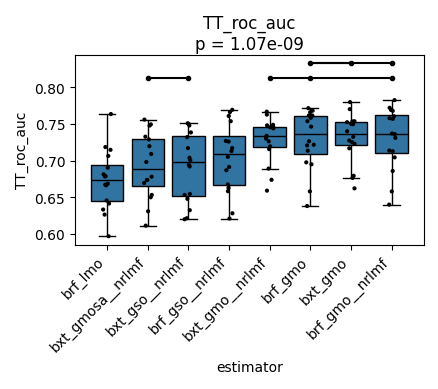 TT_roc_auc
p = 1.07e-09
TT_roc_auc
0.80
0.75
0.70
0.65
0.60
brf_lmo
bxt_gmosa__nrlmf
bxt_gso__nrlmf
brf_gso__nrlmf
bxt_gmo__nrlmf
brf_gmo
bxt_gmo
brf_gmo__nrlmf
estimator